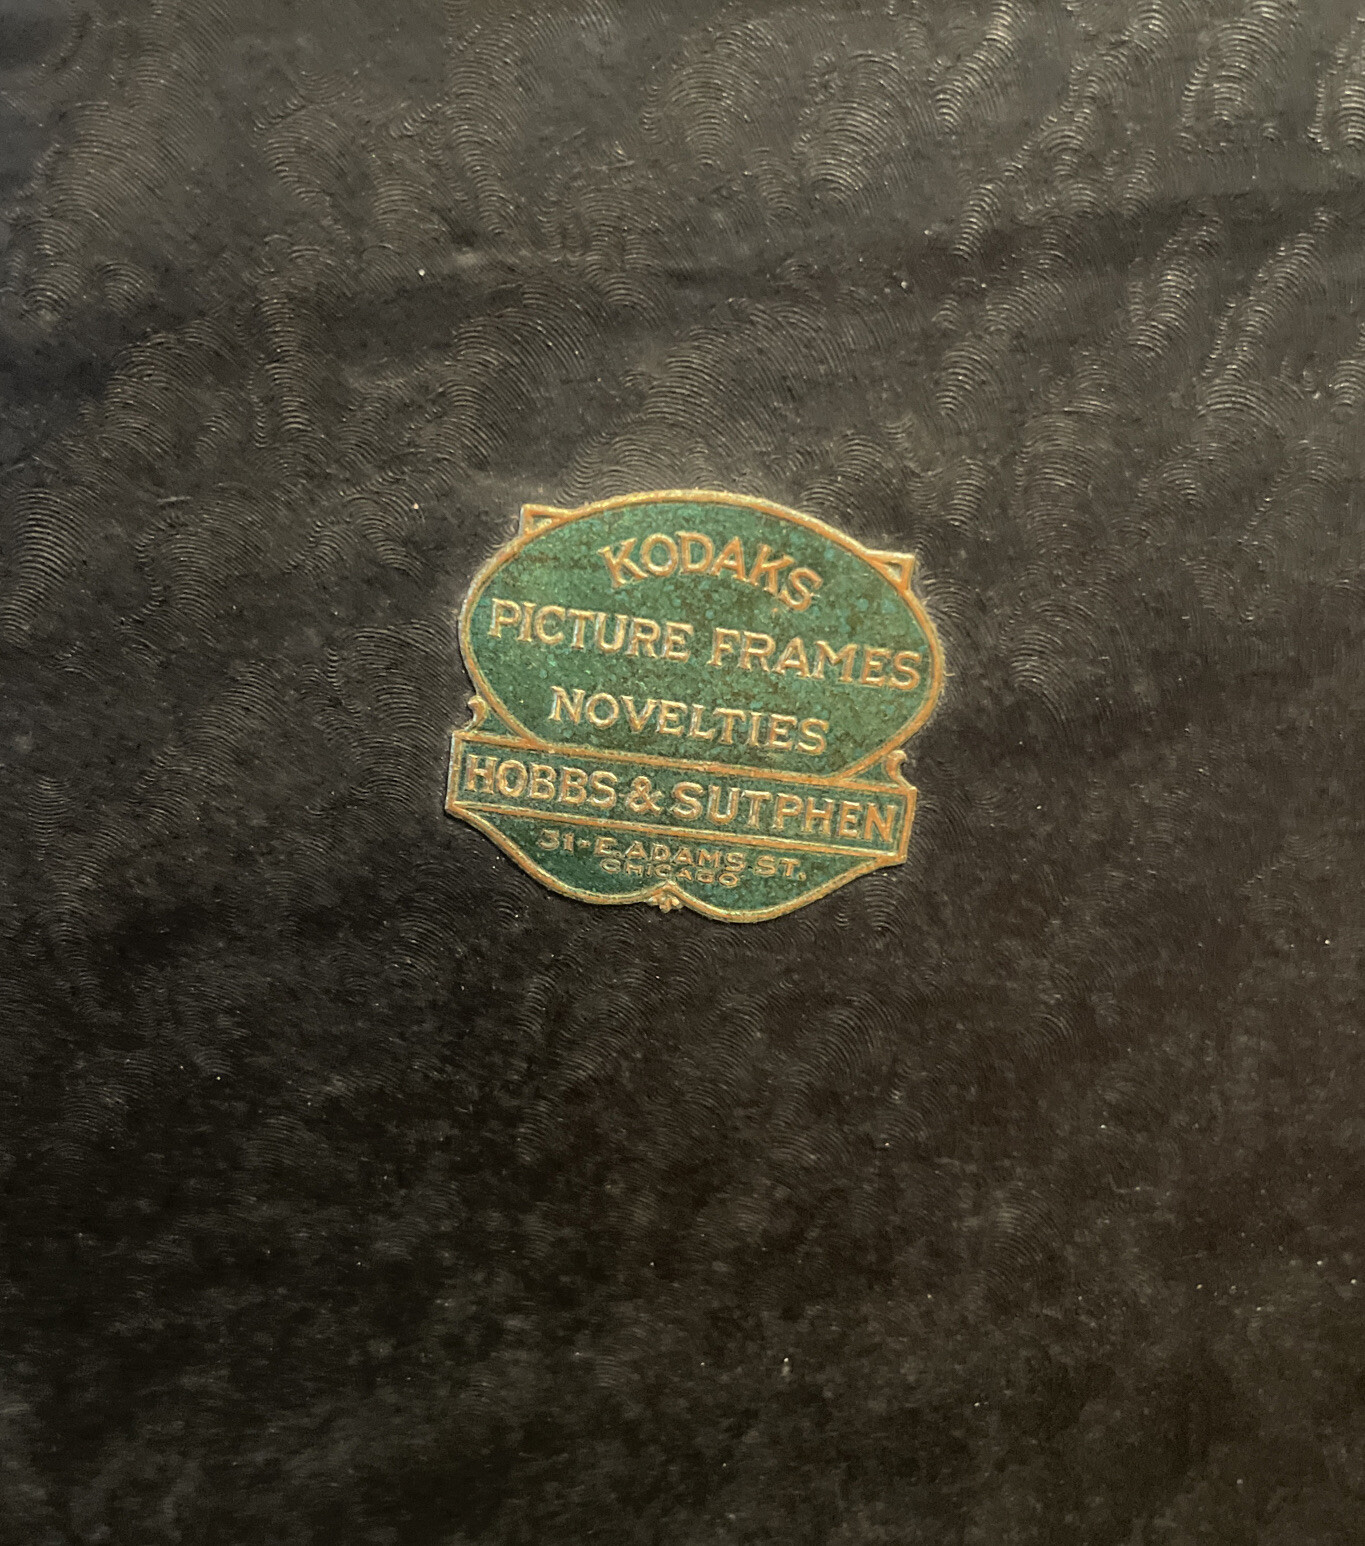 KODAKS
PICTURE FRAMES
NOVELTIES
HOBBS & SUTPHEN
31-E ADAMS ST.
CHICAGO